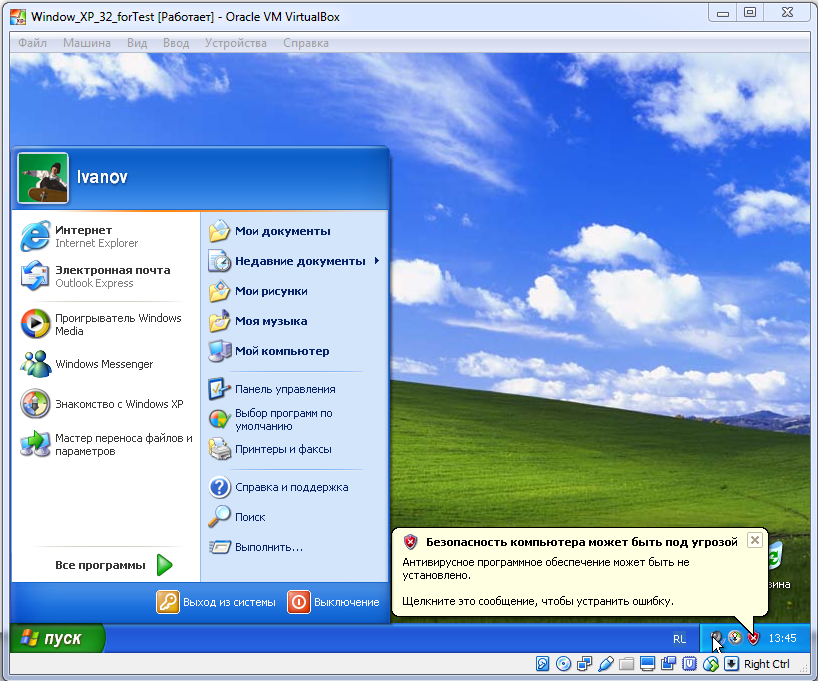 Window_XP_32_forTest [Работает] - Oracle VM VirtualBox
Файл Машина Вид Ввод Устройства Справка
Ivanov
Интернет
Internet Explorer
Электронная почта
Outlook Express
Проигрыватель Windows
Media
Windows Messenger
Знакомство с Windows XP
Мастер переноса файлов и
параметров
Все программы
Мои документы
Недавние документы
Мои рисунки
Моя музыка
Мой компьютер
Панель управления
Выбор программ по
умолчанию
Принтеры и факсы
Справка и поддержка
Поиск
Выполнить...
Выход из системы Выключение
Безопасность компьютера может быть под угрозой
Антивирусное программное обеспечение может быть не
установлено.
Щелкните это сообщение, чтобы устранить ошибку.
зина
пуск RL 13:45
Right Ctrl